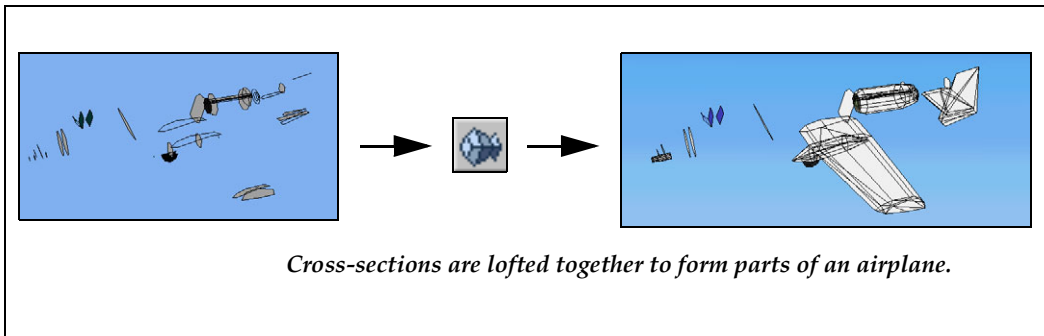 Cross-sections are lofted together to form parts of an airplane.